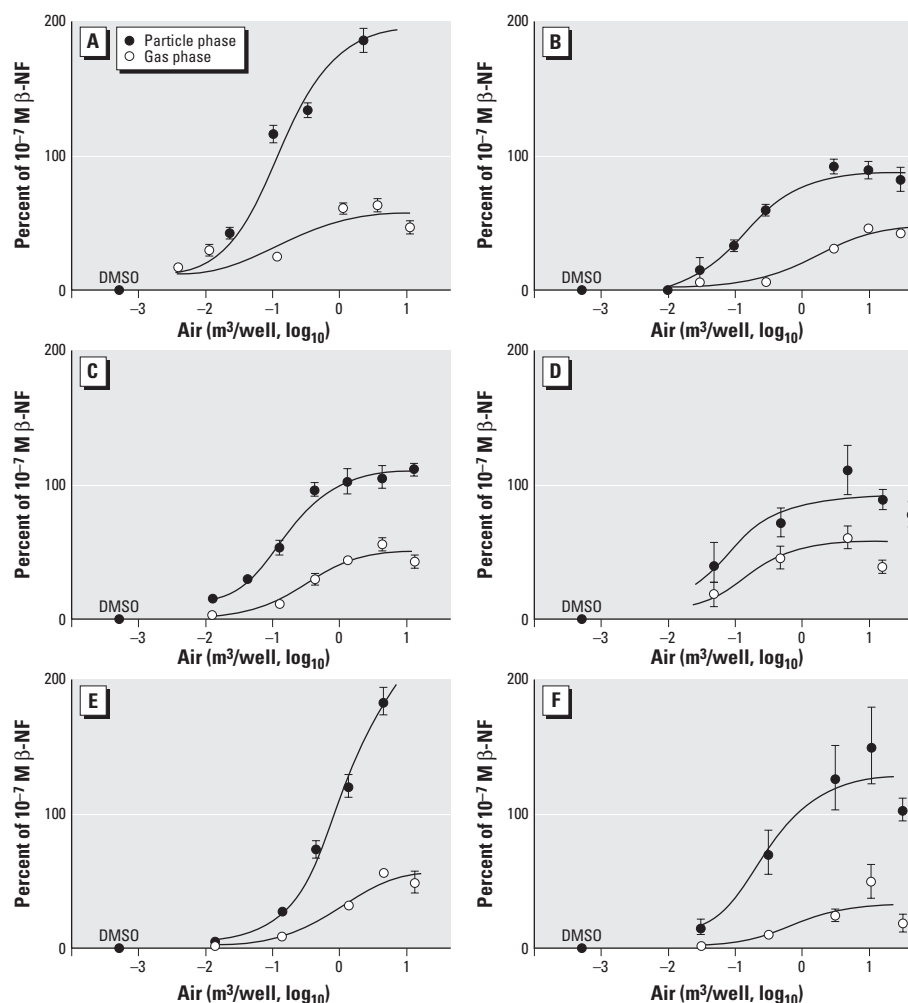 A
Particle phase
Gas phase
Percent of 10⁻⁷ M β-NF
200
100
0
DMSO
−3
−2
−1
0
1
Air (m³/well, log₁₀)
B
Percent of 10⁻⁷ M β-NF
200
100
0
DMSO
−3
−2
−1
0
1
Air (m³/well, log₁₀)
C
Percent of 10⁻⁷ M β-NF
200
100
0
DMSO
−3
−2
−1
0
1
Air (m³/well, log₁₀)
D
Percent of 10⁻⁷ M β-NF
200
100
0
DMSO
−3
−2
−1
0
1
Air (m³/well, log₁₀)
E
Percent of 10⁻⁷ M β-NF
200
100
0
DMSO
−3
−2
−1
0
1
Air (m³/well, log₁₀)
F
Percent of 10⁻⁷ M β-NF
200
100
0
DMSO
−3
−2
−1
0
1
Air (m³/well, log₁₀)